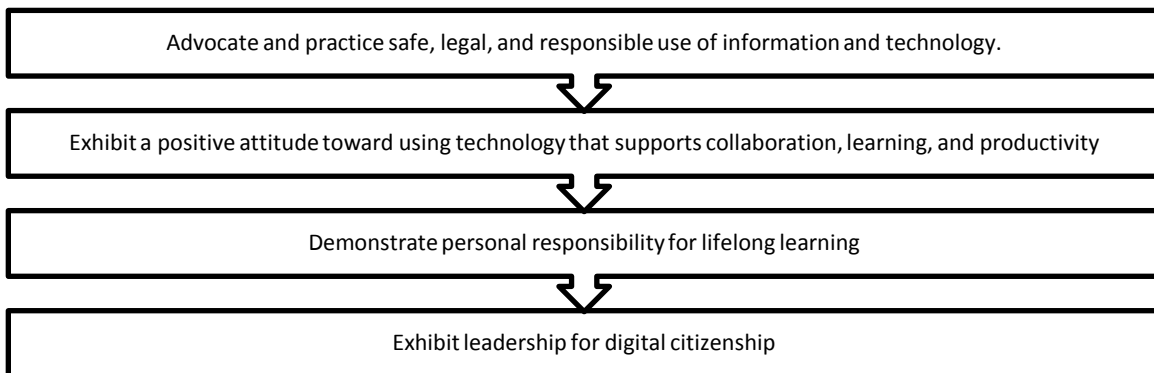 Advocate and practice safe, legal, and responsible use of information and technology.
Exhibit a positive attitude toward using technology that supports collaboration, learning, and productivity
Demonstrate personal responsibility for lifelong learning
Exhibit leadership for digital citizenship